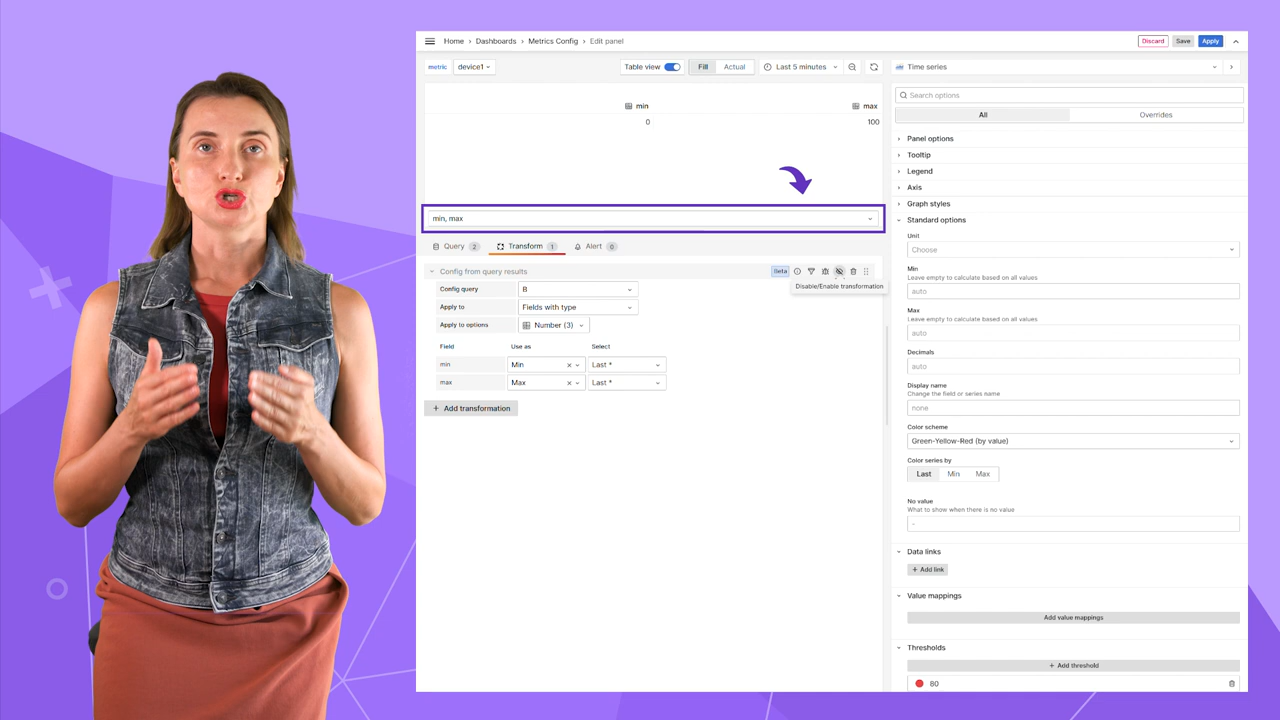 Home › Dashboards › Metrics Config › Edit panel
Discard Save Apply
metric device1 Table view Fill Actual Last 5 minutes
Time series
Search options
All Overrides
min max
0 100
min, max
Query 2 Transform 1 Alert 0
Config from query results Beta
Disable/Enable transformation
Config query B
Apply to Fields with type
Apply to options Number (3)
Field Use as Select
min Min Last *
max Max Last *
+ Add transformation
Panel options
Tooltip
Legend
Axis
Graph styles
Standard options
Unit
Choose
Min
Leave empty to calculate based on all values
auto
Max
Leave empty to calculate based on all values
auto
Decimals
auto
Display name
Change the field or series name
none
Color scheme
Green-Yellow-Red (by value)
Color series by
Last Min Max
No value
What to show when there is no value
-
Data links
+ Add link
Value mappings
Add value mappings
Thresholds
+ Add threshold
80